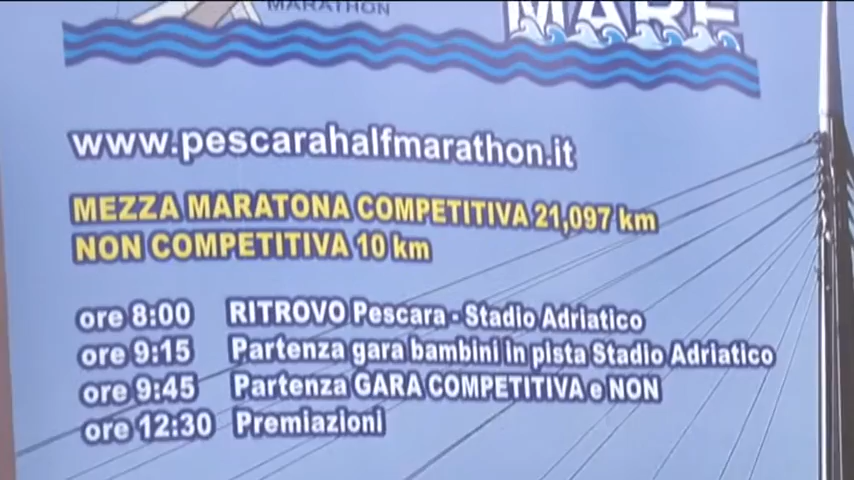 MARATHON
MARE
www.pescarahalfmarathon.it
MEZZA MARATONA COMPETITIVA 21,097 km
NON COMPETITIVA 10 km
ore 8:00 RITROVO Pescara - Stadio Adriatico
ore 9:15 Partenza gara bambini in pista Stadio Adriatico
ore 9:45 Partenza GARA COMPETITIVA e NON
ore 12:30 Premiazioni